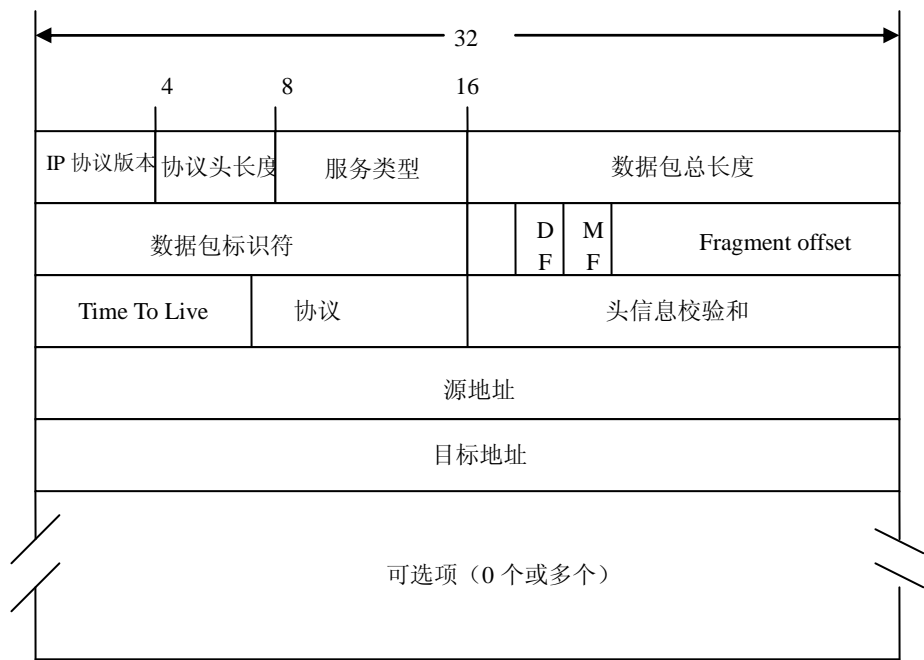 32
4 8 16
IP 协议版本 协议头长度 服务类型 数据包总长度
数据包标识符 DF MF Fragment offset
Time To Live 协议 头信息校验和
源地址
目标地址
可选项（0 个或多个）